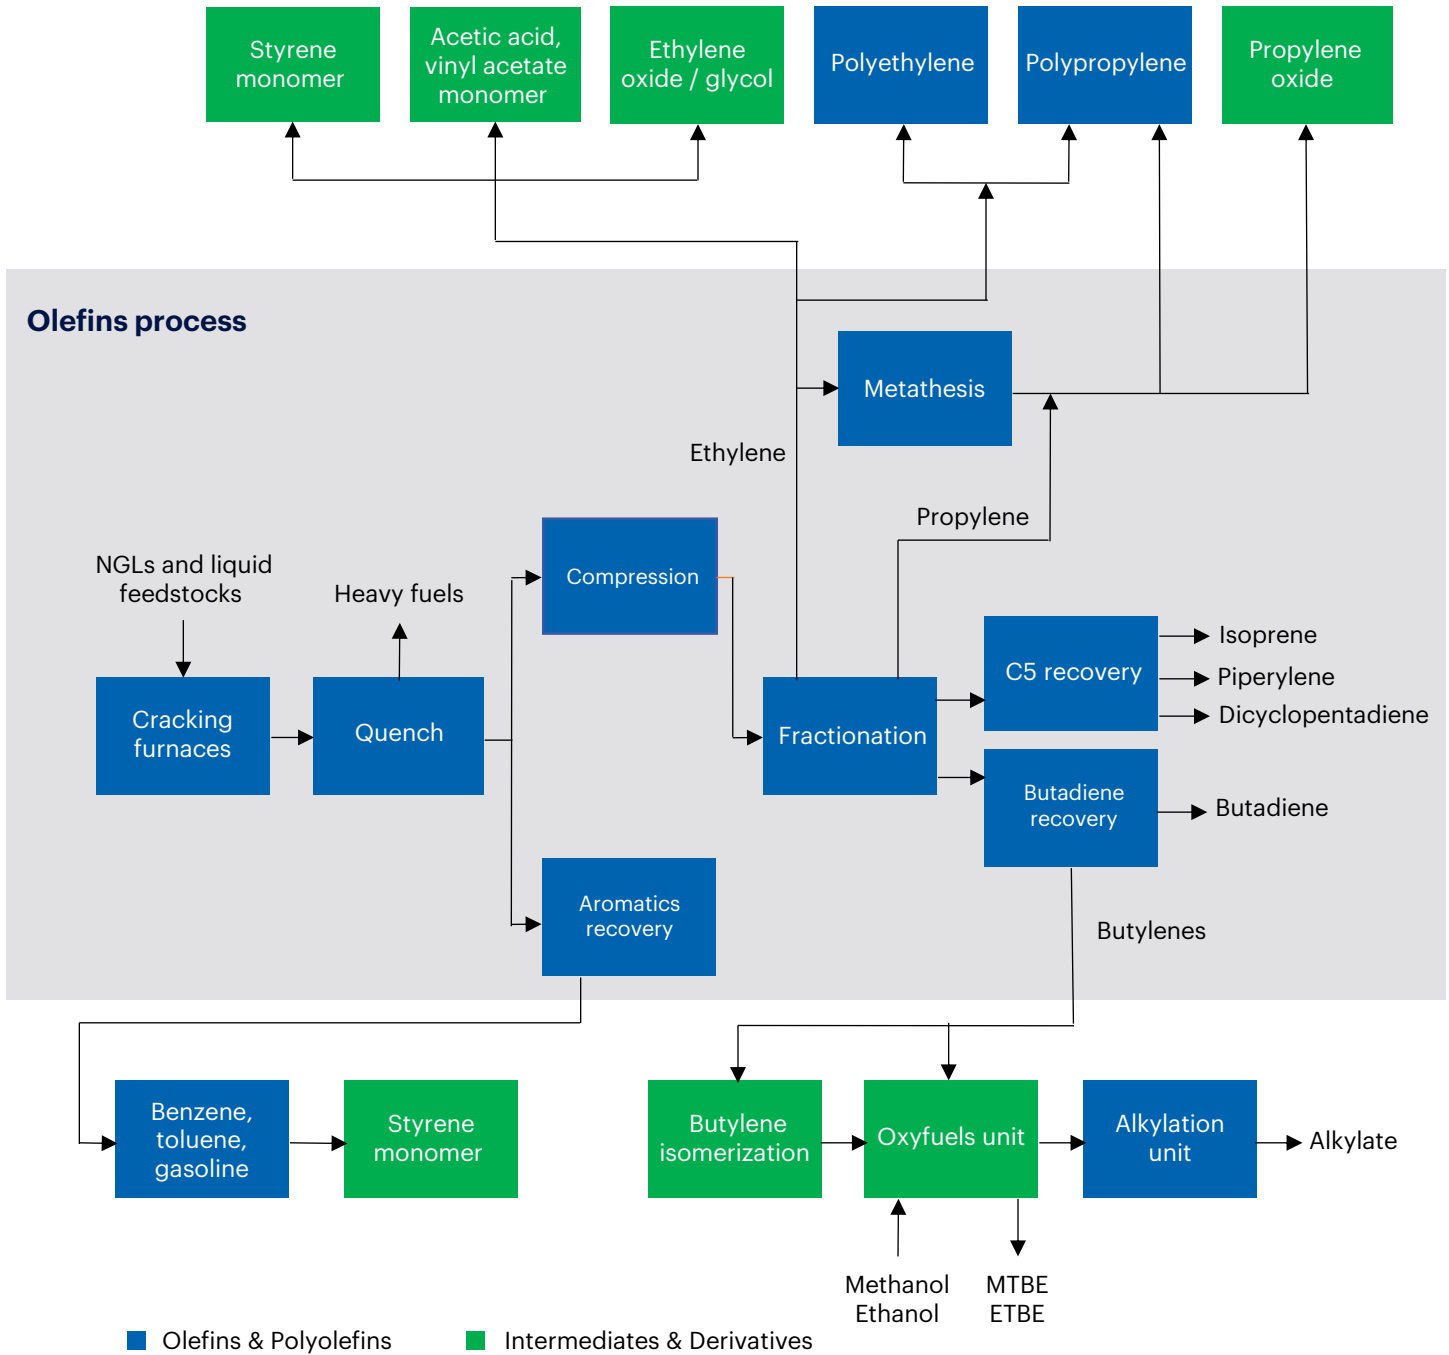 Styrene
monomer
Acetic acid,
vinyl acetate
monomer
Ethylene
oxide / glycol
Polyethylene
Polypropylene
Propylene
oxide
Olefins process
Metathesis
Ethylene
Propylene
NGLs and liquid
feedstocks
Heavy fuels
Compression
Cracking
furnaces
Quench
Fractionation
C5 recovery
Isoprene
Piperylene
Dicyclopentadiene
Butadiene
recovery
Butadiene
Aromatics
recovery
Butylenes
Benzene,
toluene,
gasoline
Styrene
monomer
Butylene
isomerization
Oxyfuels unit
Alkylation
unit
Alkylate
Methanol
Ethanol
MTBE
ETBE
Olefins & Polyolefins
Intermediates & Derivatives